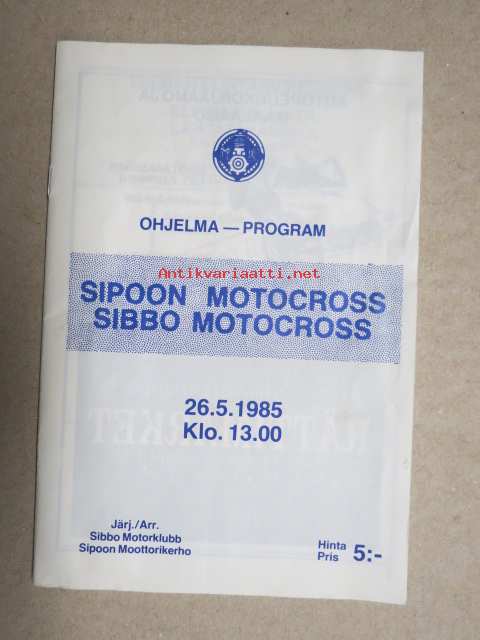 OHJELMA — PROGRAM
Antikvariaatti.net
SIPOON MOTOCROSS
SIBBO MOTOCROSS
26.5.1985
Klo. 13.00
Järj./Arr.
Sibbo Motorklubb
Sipoon Moottorikerho
Hinta
Pris 5:-